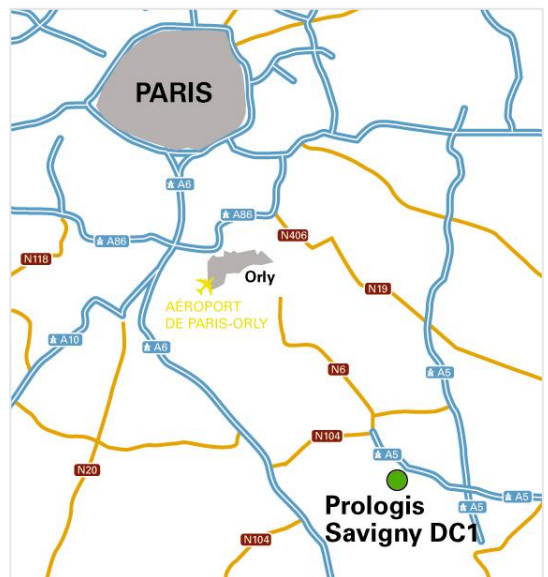 PARIS
A6
A86
A86
N406
N118
Orly
AÉROPORT
DE PARIS-ORLY
N19
A10
A6
N6
A5
N104
A5
N20
A5
Prologis
Savigny DC1
N104